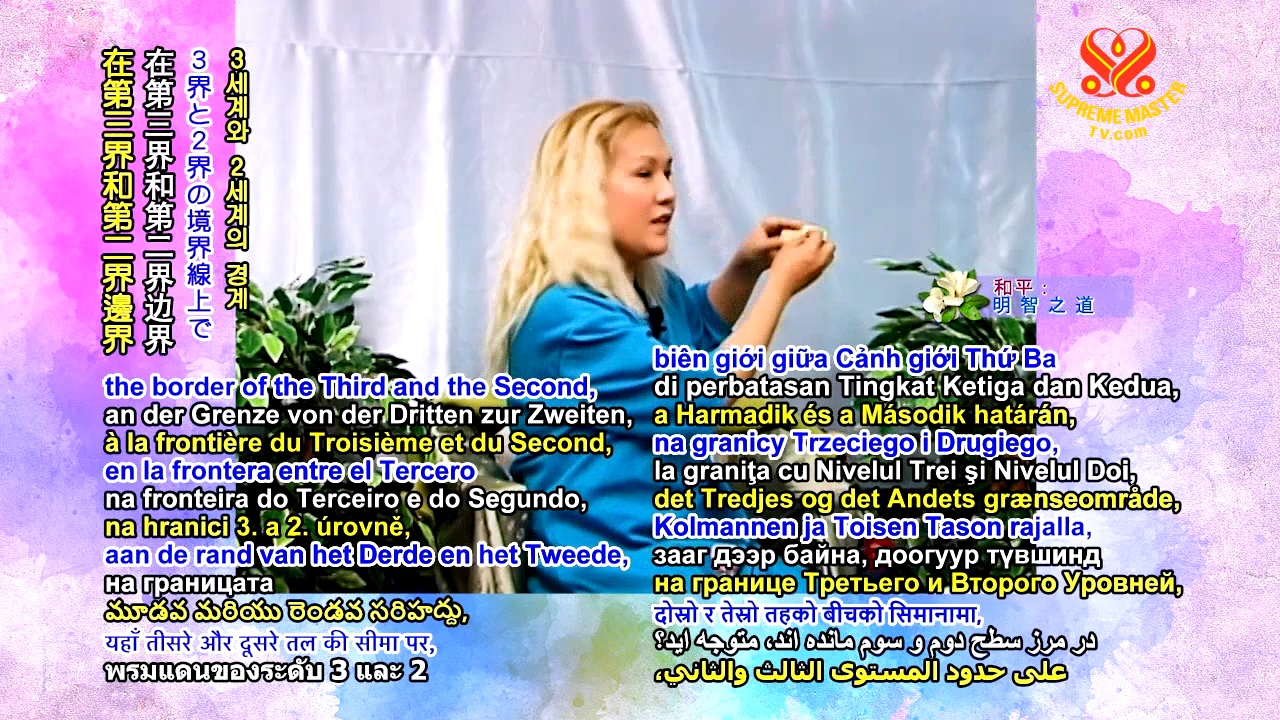 在第三界和第二界邊界
在第三界和第二界边界
3界と2界の境界線上で
3세계와 2세계의 경계
SUPREME MASTER
TV.com
和平：
明智之道
the border of the Third and the Second,
an der Grenze von der Dritten zur Zweiten,
à la frontière du Troisième et du Second,
en la frontera entre el Tercero
na fronteira do Terceiro e do Segundo,
na hranici 3. a 2. úrovně,
aan de rand van het Derde en het Tweede,
на границата
మూడవ మరియు రెండవ సరిహద్దు,
यहाँ तीसरे और दूसरे तल की सीमा पर,
พรมแดนของระดับ 3 และ 2
biên giới giữa Cảnh giới Thứ Ba
di perbatasan Tingkat Ketiga dan Kedua,
a Harmadik és a Második határán,
na granicy Trzeciego i Drugiego,
la graniţa cu Nivelul Trei şi Nivelul Doi,
det Tredjes og det Andets grænseområde,
Kolmannen ja Toisen Tason rajalla,
зааг дээр байна, доогуур түвшинд
на границе Третьего и Второго Уровней,
दोस्रो र तेस्रो तहको बीचको सिमानामा,
در مرز سطح دوم و سوم مانده اند، متوجه اید؟
على حدود المستوى الثالث والثاني،